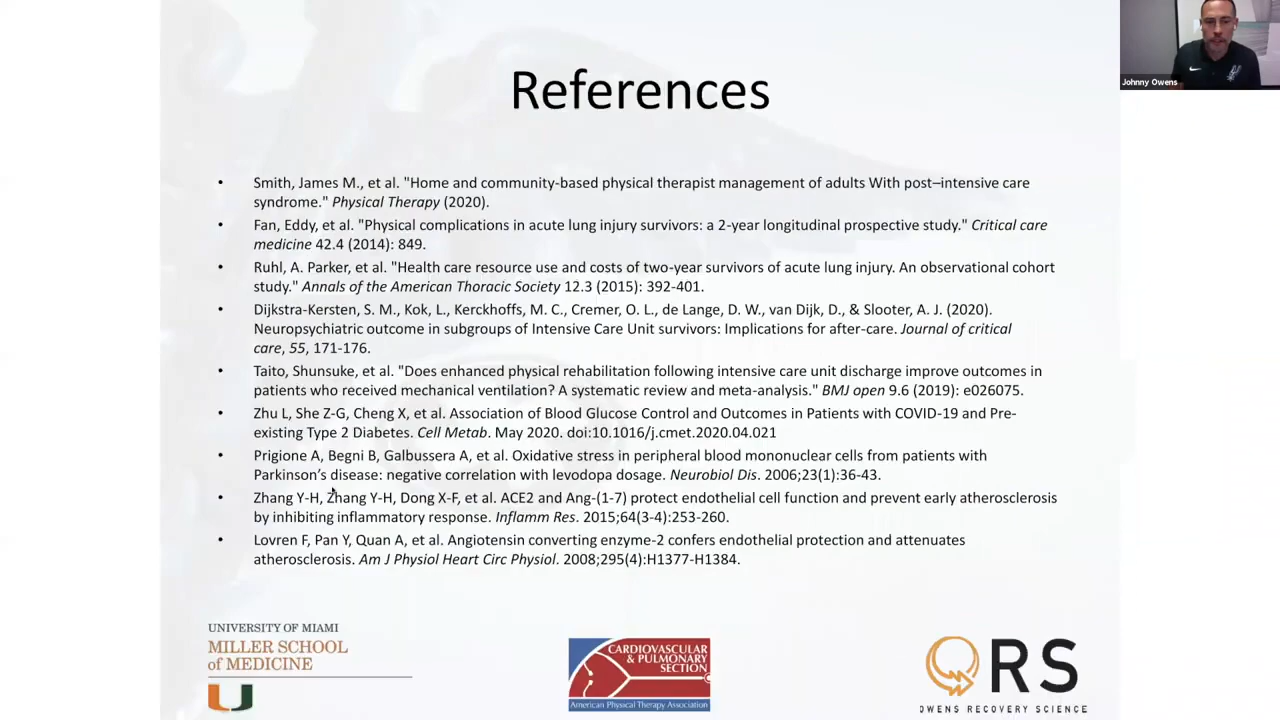 Johnny Owens
References
• Smith, James M., et al. "Home and community-based physical therapist management of adults With post–intensive care
syndrome." Physical Therapy (2020).
• Fan, Eddy, et al. "Physical complications in acute lung injury survivors: a 2-year longitudinal prospective study." Critical care
medicine 42.4 (2014): 849.
• Ruhl, A. Parker, et al. "Health care resource use and costs of two-year survivors of acute lung injury. An observational cohort
study." Annals of the American Thoracic Society 12.3 (2015): 392-401.
• Dijkstra-Kersten, S. M., Kok, L., Kerckhoffs, M. C., Cremer, O. L., de Lange, D. W., van Dijk, D., & Slooter, A. J. (2020).
Neuropsychiatric outcome in subgroups of Intensive Care Unit survivors: Implications for after-care. Journal of critical
care, 55, 171-176.
• Taito, Shunsuke, et al. "Does enhanced physical rehabilitation following intensive care unit discharge improve outcomes in
patients who received mechanical ventilation? A systematic review and meta-analysis." BMJ open 9.6 (2019): e026075.
• Zhu L, She Z-G, Cheng X, et al. Association of Blood Glucose Control and Outcomes in Patients with COVID-19 and Pre-
existing Type 2 Diabetes. Cell Metab. May 2020. doi:10.1016/j.cmet.2020.04.021
• Prigione A, Begni B, Galbussera A, et al. Oxidative stress in peripheral blood mononuclear cells from patients with
Parkinson’s disease: negative correlation with levodopa dosage. Neurobiol Dis. 2006;23(1):36-43.
• Zhang Y-H, Zhang Y-H, Dong X-F, et al. ACE2 and Ang-(1-7) protect endothelial cell function and prevent early atherosclerosis
by inhibiting inflammatory response. Inflamm Res. 2015;64(3-4):253-260.
• Lovren F, Pan Y, Quan A, et al. Angiotensin converting enzyme-2 confers endothelial protection and attenuates
atherosclerosis. Am J Physiol Heart Circ Physiol. 2008;295(4):H1377-H1384.
UNIVERSITY OF MIAMI
MILLER SCHOOL
of MEDICINE
U
CARDIOVASCULAR
& PULMONARY
SECTION
American Physical Therapy Association
ORS
OWENS RECOVERY SCIENCE